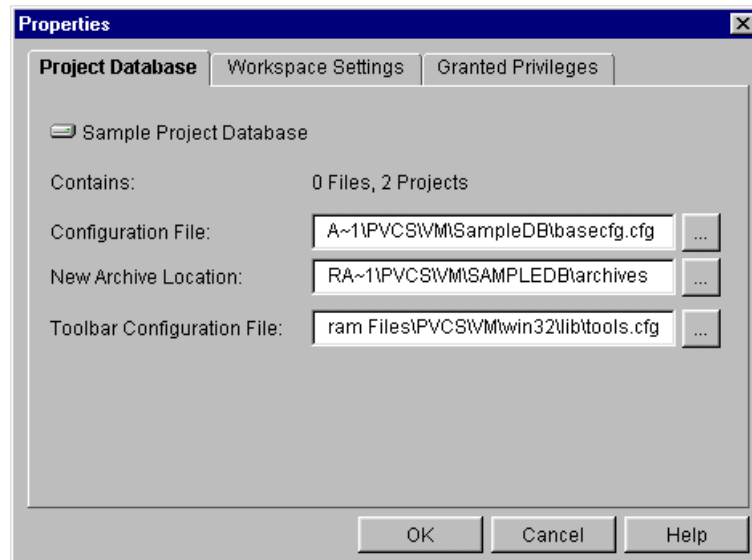 Properties
Project Database Workspace Settings Granted Privileges
Sample Project Database
Contains: 0 Files, 2 Projects
Configuration File: A~1\PVCS\VM\SampleDB\basecfg.cfg ...
New Archive Location: RA~1\PVCS\VM\SAMPLEDB\archives ...
Toolbar Configuration File: ram Files\PVCS\VM\win32\lib\tools.cfg ...
OK Cancel Help